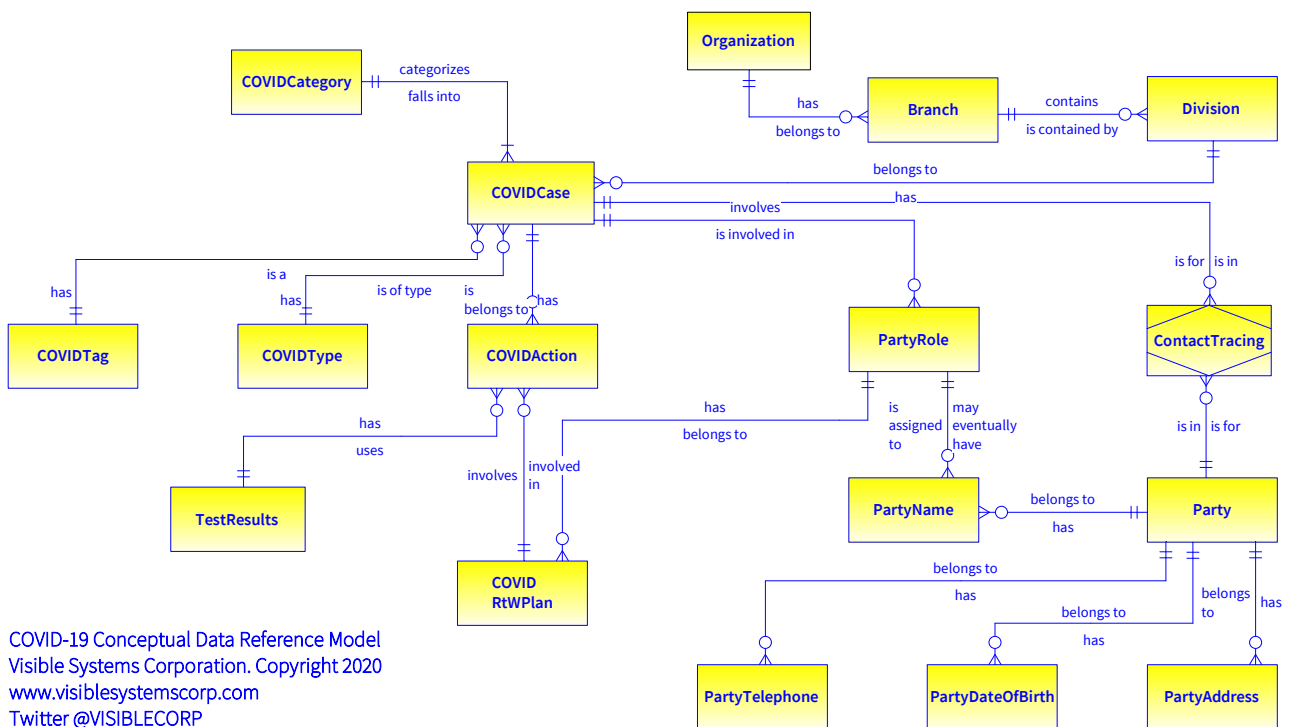 Organization
COVIDCategory
categorizes
falls into
has
belongs to
Branch
contains
is contained by
Division
COVIDCase
belongs to
has
involves
is involved in
is for
is in
is a
has
is of type
has
is
belongs to
has
COVIDTag
COVIDType
COVIDAction
PartyRole
ContactTracing
has
uses
has
belongs to
is
assigned
to
may
eventually
have
is in
is for
involves
involved
in
TestResults
PartyName
belongs to
has
Party
COVID
RtWPlan
belongs to
has
belongs to
has
belongs
to
has
COVID-19 Conceptual Data Reference Model
Visible Systems Corporation. Copyright 2020
www.visiblesystemscorp.com
Twitter @VISIBLECORP
PartyTelephone
PartyDateOfBirth
PartyAddress